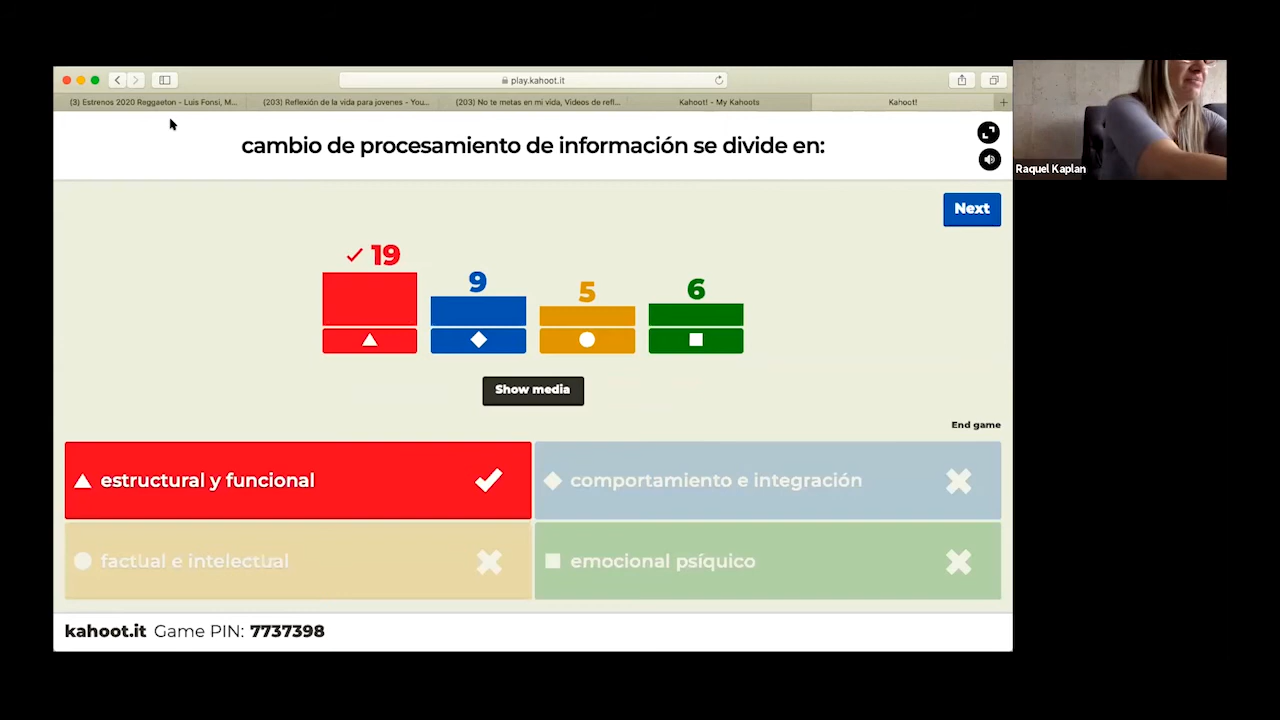 play.kahoot.it
(3) Estrenos 2020 Reggaeton - Luis Fonsi, M...
(203) Reflexión de la vida para jovenes - You...
(203) No te metas en mi vida, Vídeos de refl...
Kahoot! - My Kahoots
Kahoot!
cambio de procesamiento de información se divide en:
Raquel Kaplan
Next
19
9
5
6
Show media
End game
estructural y funcional
comportamiento e integración
factual e intelectual
emocional psíquico
kahoot.it Game PIN: 7737398